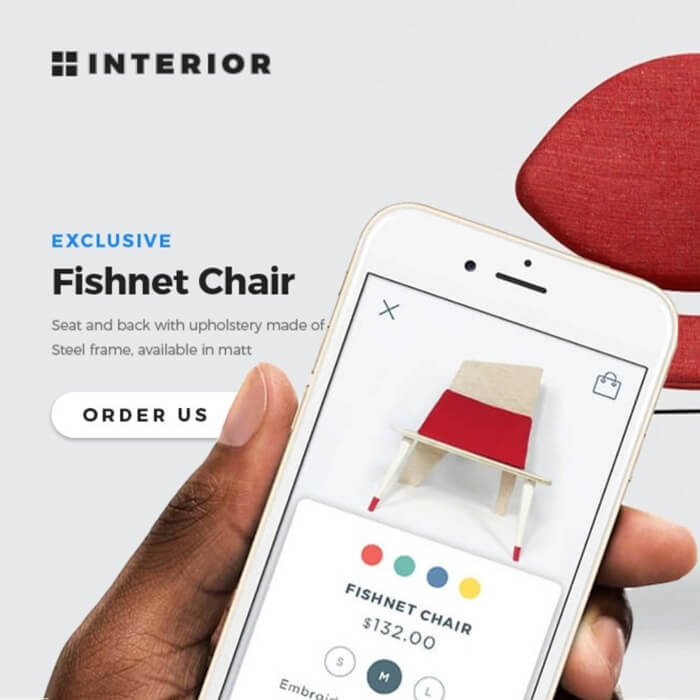 INTERIOR
EXCLUSIVE
Fishnet Chair
Seat and back with upholstery made of
Steel frame, available in matt
ORDER US
FISHNET CHAIR
$132.00
S
M
L